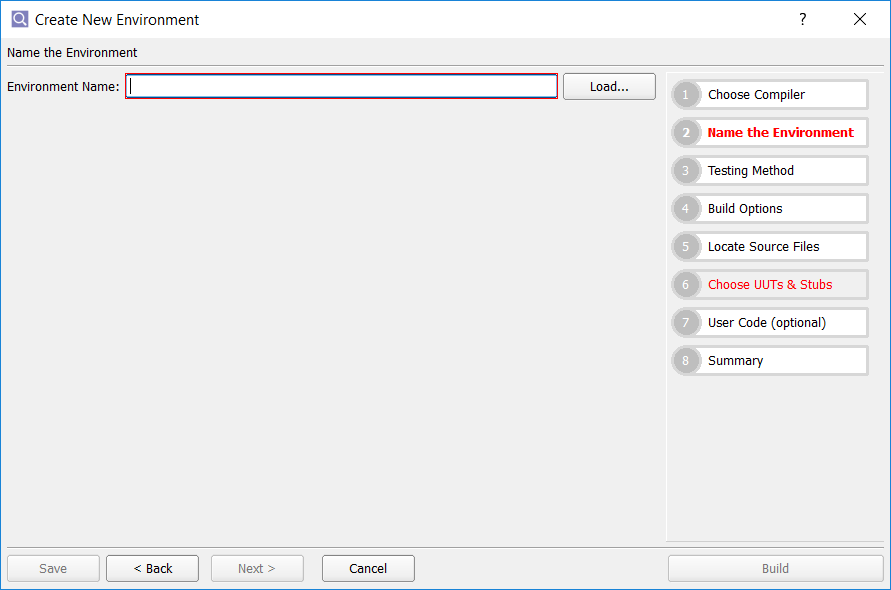 Create New Environment
?
Name the Environment
Environment Name:
Load...
1 Choose Compiler
2 Name the Environment
3 Testing Method
4 Build Options
5 Locate Source Files
6 Choose UUTs & Stubs
7 User Code (optional)
8 Summary
Save
< Back
Next >
Cancel
Build